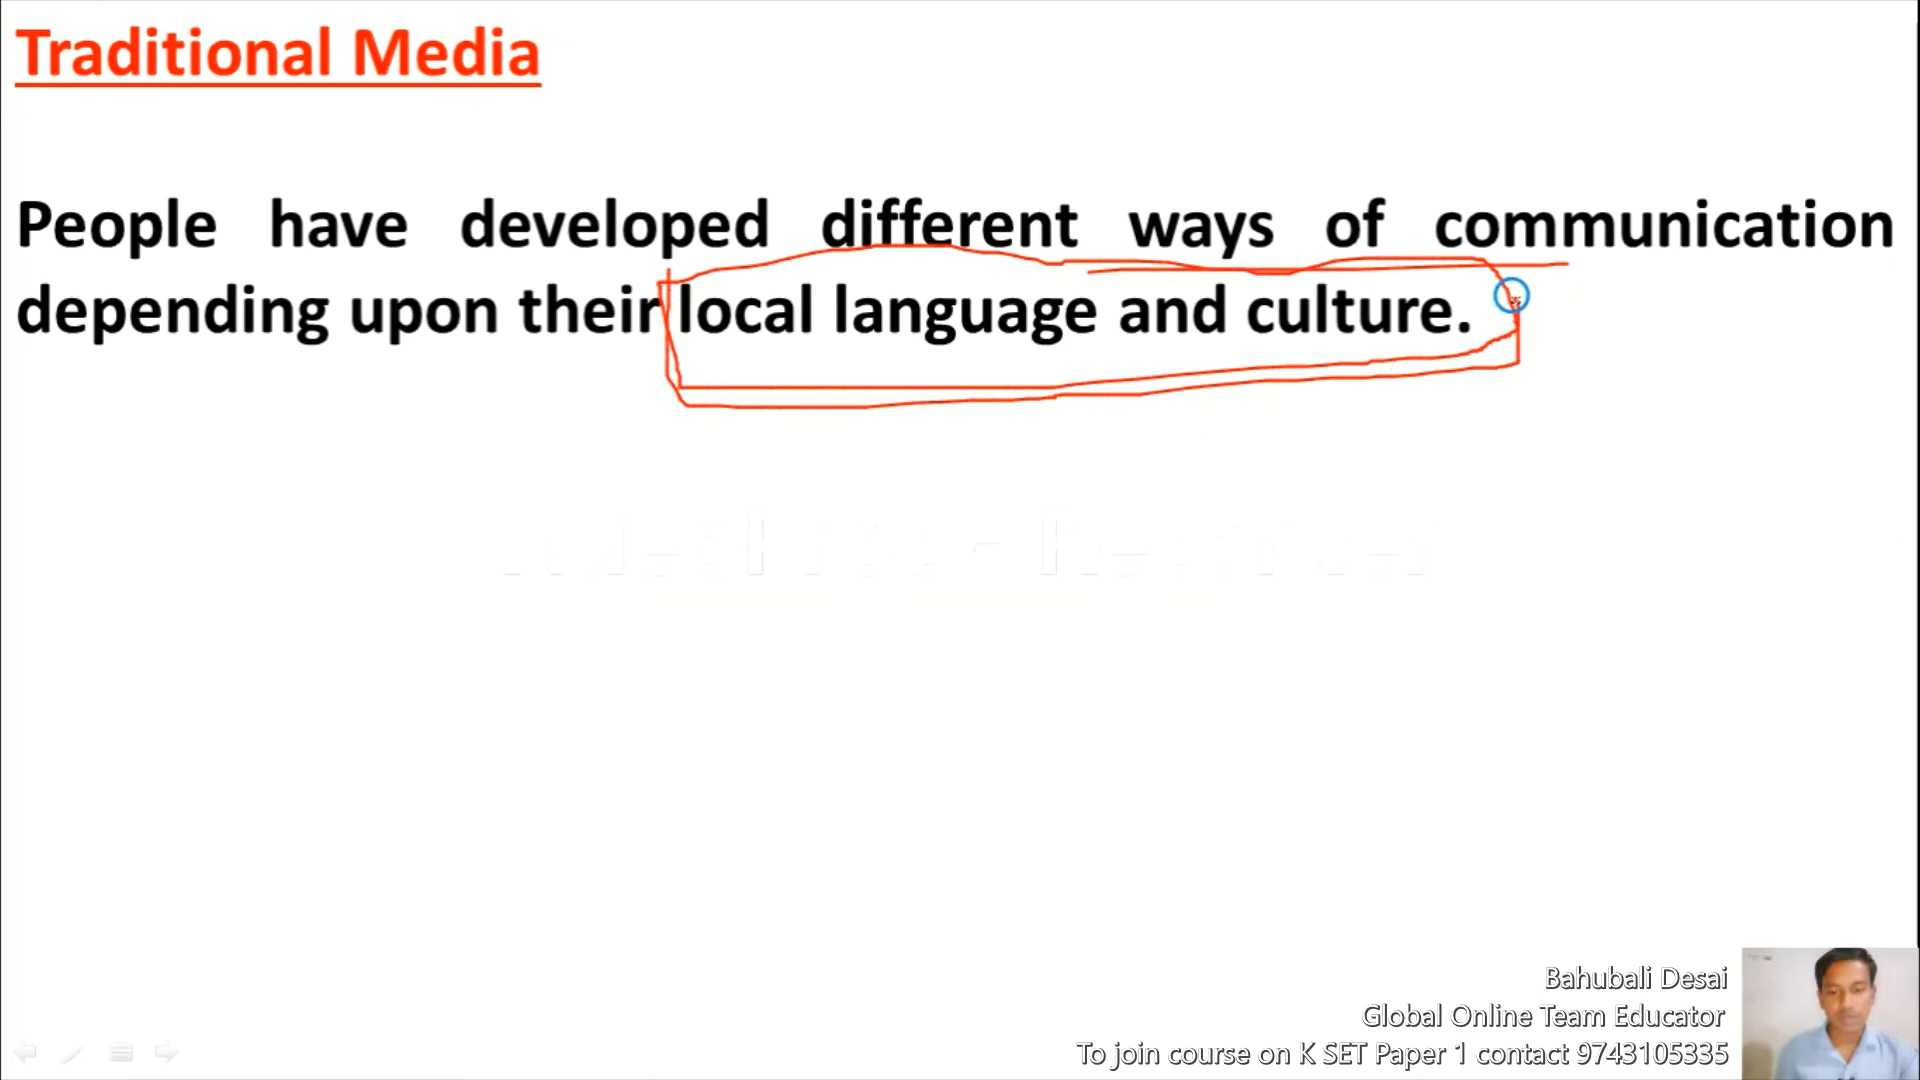 Traditional Media
People have developed different ways of communication
depending upon their local language and culture.
Bahubali Desai
Global Online Team Educator
To join course on K SET Paper 1 contact 9743105335